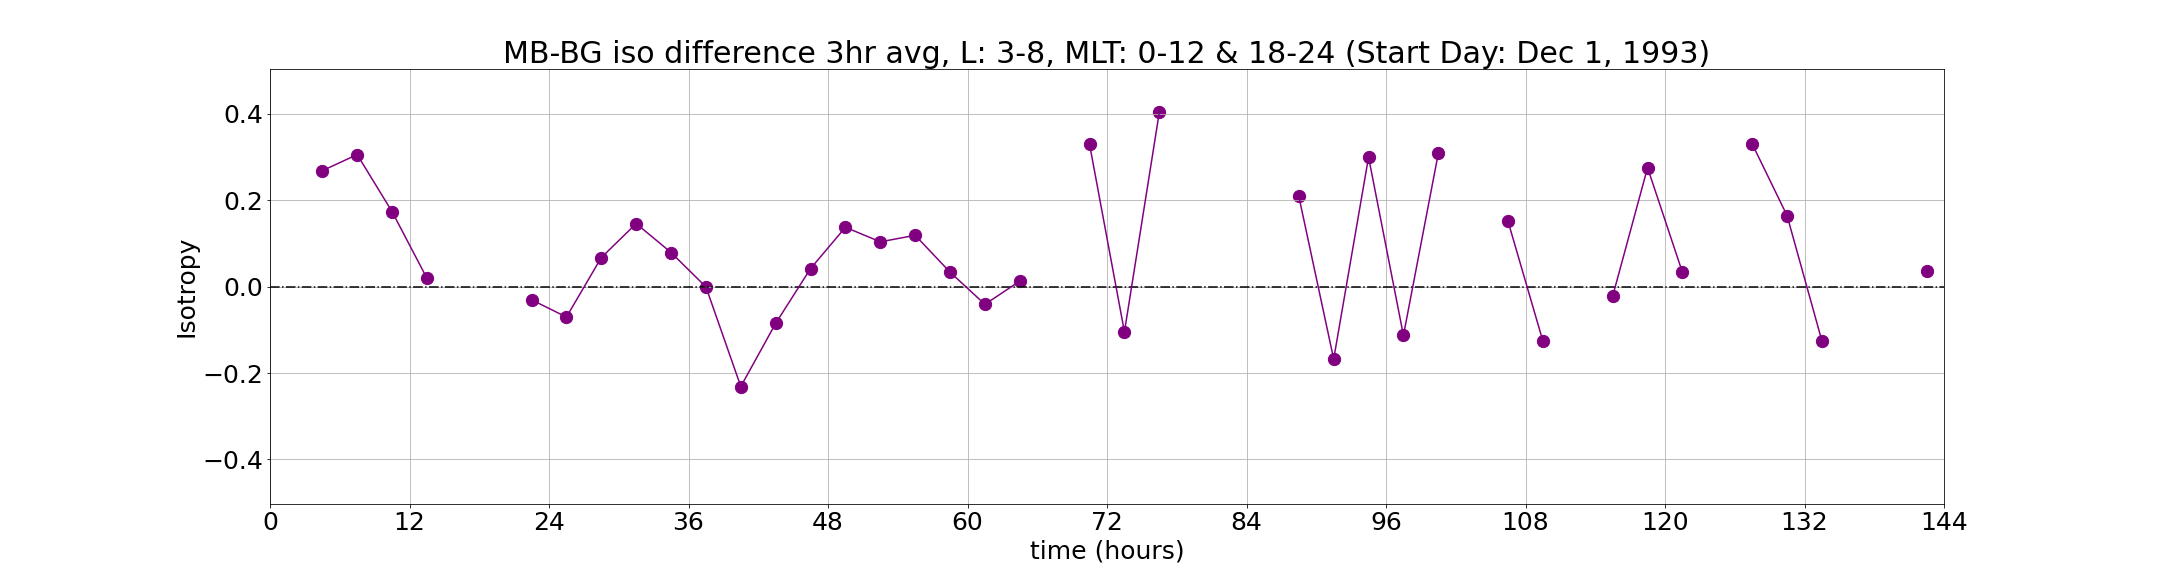 MB-BG iso difference 3hr avg, L: 3-8, MLT: 0-12 & 18-24 (Start Day: Dec 1, 1993)
0.4
0.2
0.0
−0.2
−0.4
Isotropy
0 12 24 36 48 60 72 84 96 108 120 132 144
time (hours)